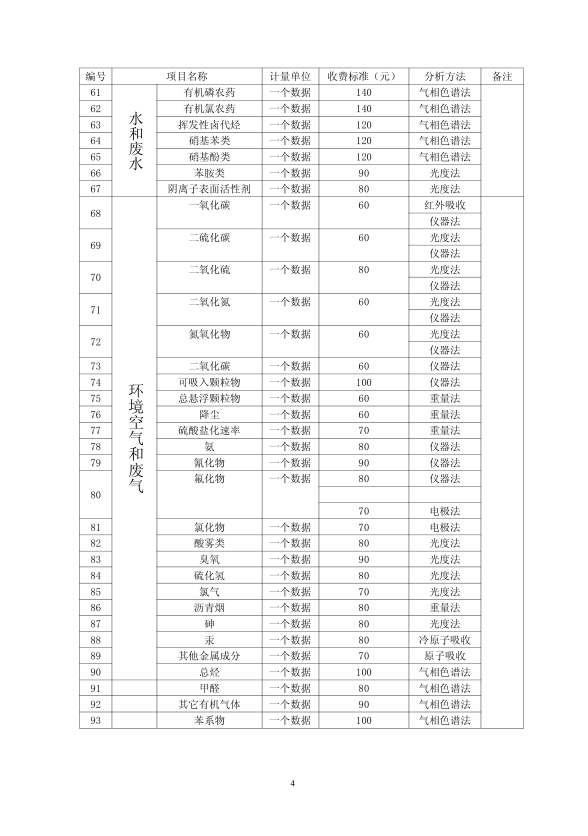 编号 项目名称 计量单位 收费标准（元） 分析方法 备注
水和废水
61 有机磷农药 一个数据 140 气相色谱法
62 有机氯农药 一个数据 140 气相色谱法
63 挥发性卤代烃 一个数据 120 气相色谱法
64 硝基苯类 一个数据 120 气相色谱法
65 硝基酚类 一个数据 120 气相色谱法
66 苯胺类 一个数据 90 光度法
67 阴离子表面活性剂 一个数据 80 光度法
环境空气和废气
68 一氧化碳 一个数据 60 红外吸收
仪器法
69 二硫化碳 一个数据 60 光度法
仪器法
70 二氧化硫 一个数据 80 光度法
仪器法
71 二氧化氮 一个数据 60 光度法
仪器法
72 氮氧化物 一个数据 60 光度法
仪器法
73 二氧化碳 一个数据 60 仪器法
74 可吸入颗粒物 一个数据 100 仪器法
75 总悬浮颗粒物 一个数据 60 重量法
76 降尘 一个数据 60 重量法
77 硫酸盐化速率 一个数据 70 重量法
78 氨 一个数据 80 仪器法
79 氰化物 一个数据 90 仪器法
80 氟化物 一个数据 80 仪器法
70 电极法
81 氯化物 一个数据 70 电极法
82 酸雾类 一个数据 80 光度法
83 臭氧 一个数据 90 光度法
84 硫化氢 一个数据 80 光度法
85 氯气 一个数据 70 光度法
86 沥青烟 一个数据 80 重量法
87 砷 一个数据 80 光度法
88 汞 一个数据 80 冷原子吸收
89 其他金属成分 一个数据 70 原子吸收
90 总烃 一个数据 100 气相色谱法
91 甲醛 一个数据 80 气相色谱法
92 其它有机气体 一个数据 90 气相色谱法
93 苯系物 一个数据 100 气相色谱法
4